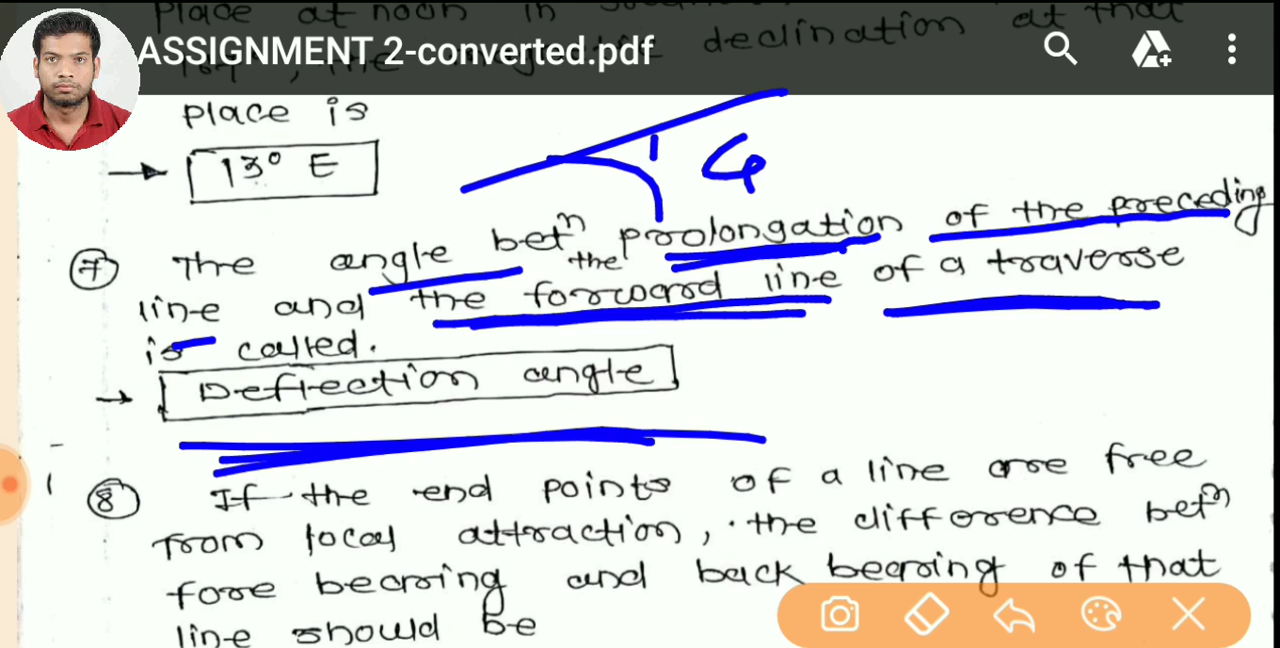 Place at noon in
declination at that
ASSIGNMENT 2-converted.pdf
place is
→ 13° E
⑦ The angle betⁿ the prolongation of the preceding
line and the forward line of a traverse
is called.
→ Deflection angle
⑧ If the end points of a line are free
from local attraction, the difference betⁿ
fore bearing and back bearing of that
line should be